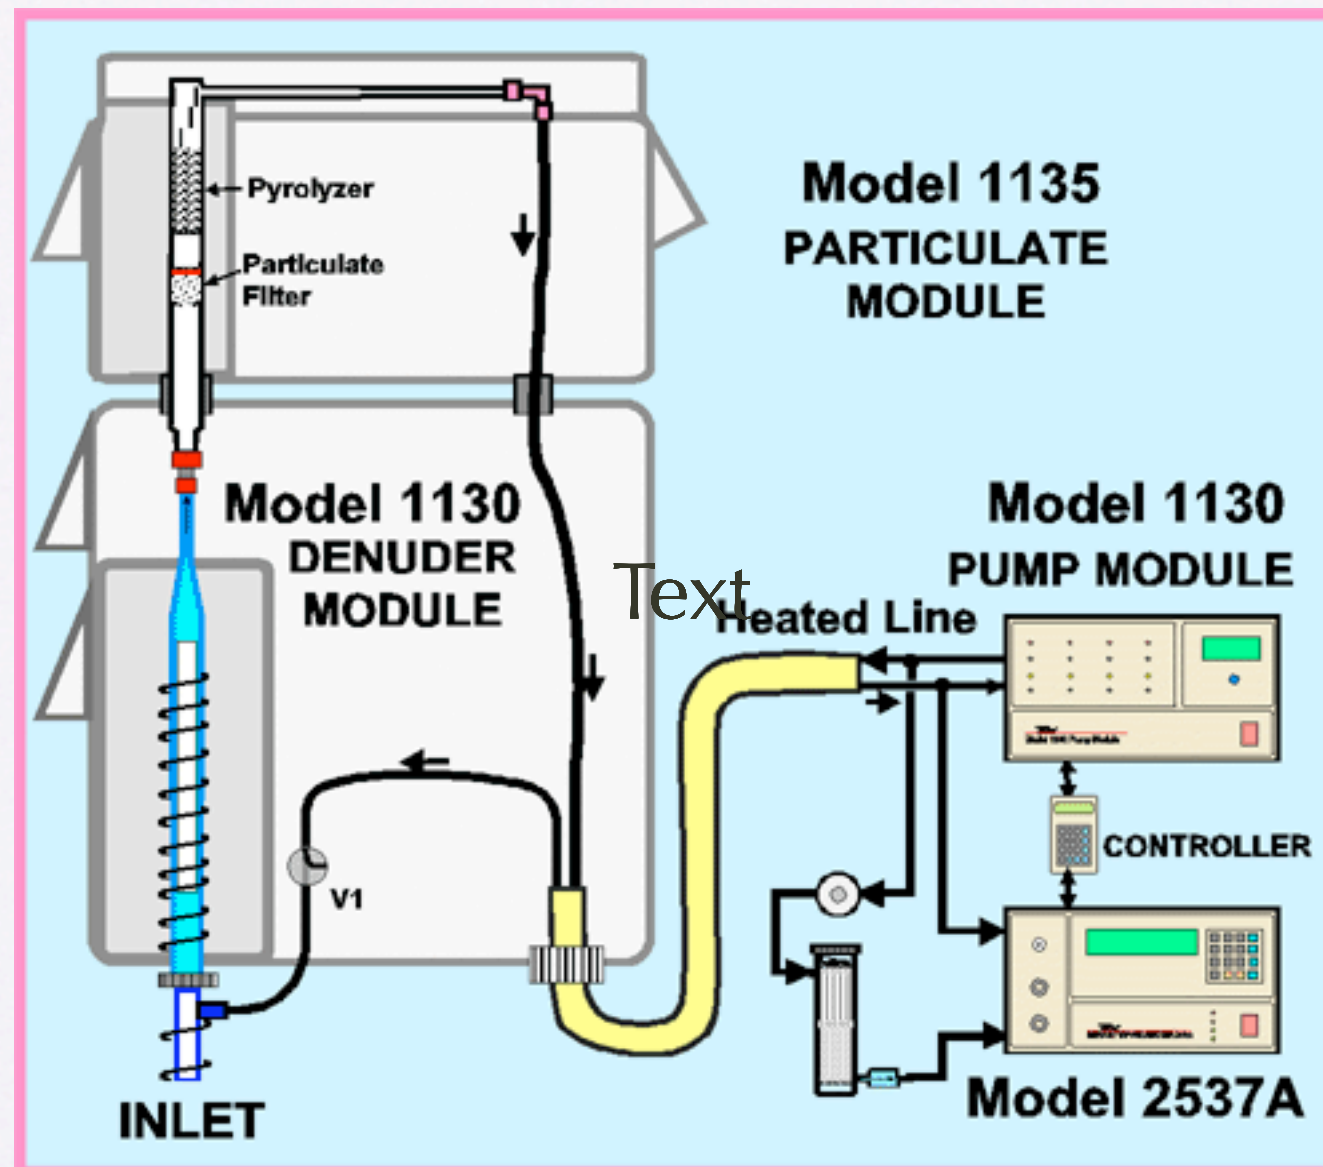 Pyrolyzer
Particulate
Filter
Model 1135
PARTICULATE
MODULE
Model 1130
DENUDER
MODULE
Text
Heated Line
Model 1130
PUMP MODULE
CONTROLLER
V1
INLET
Model 2537A